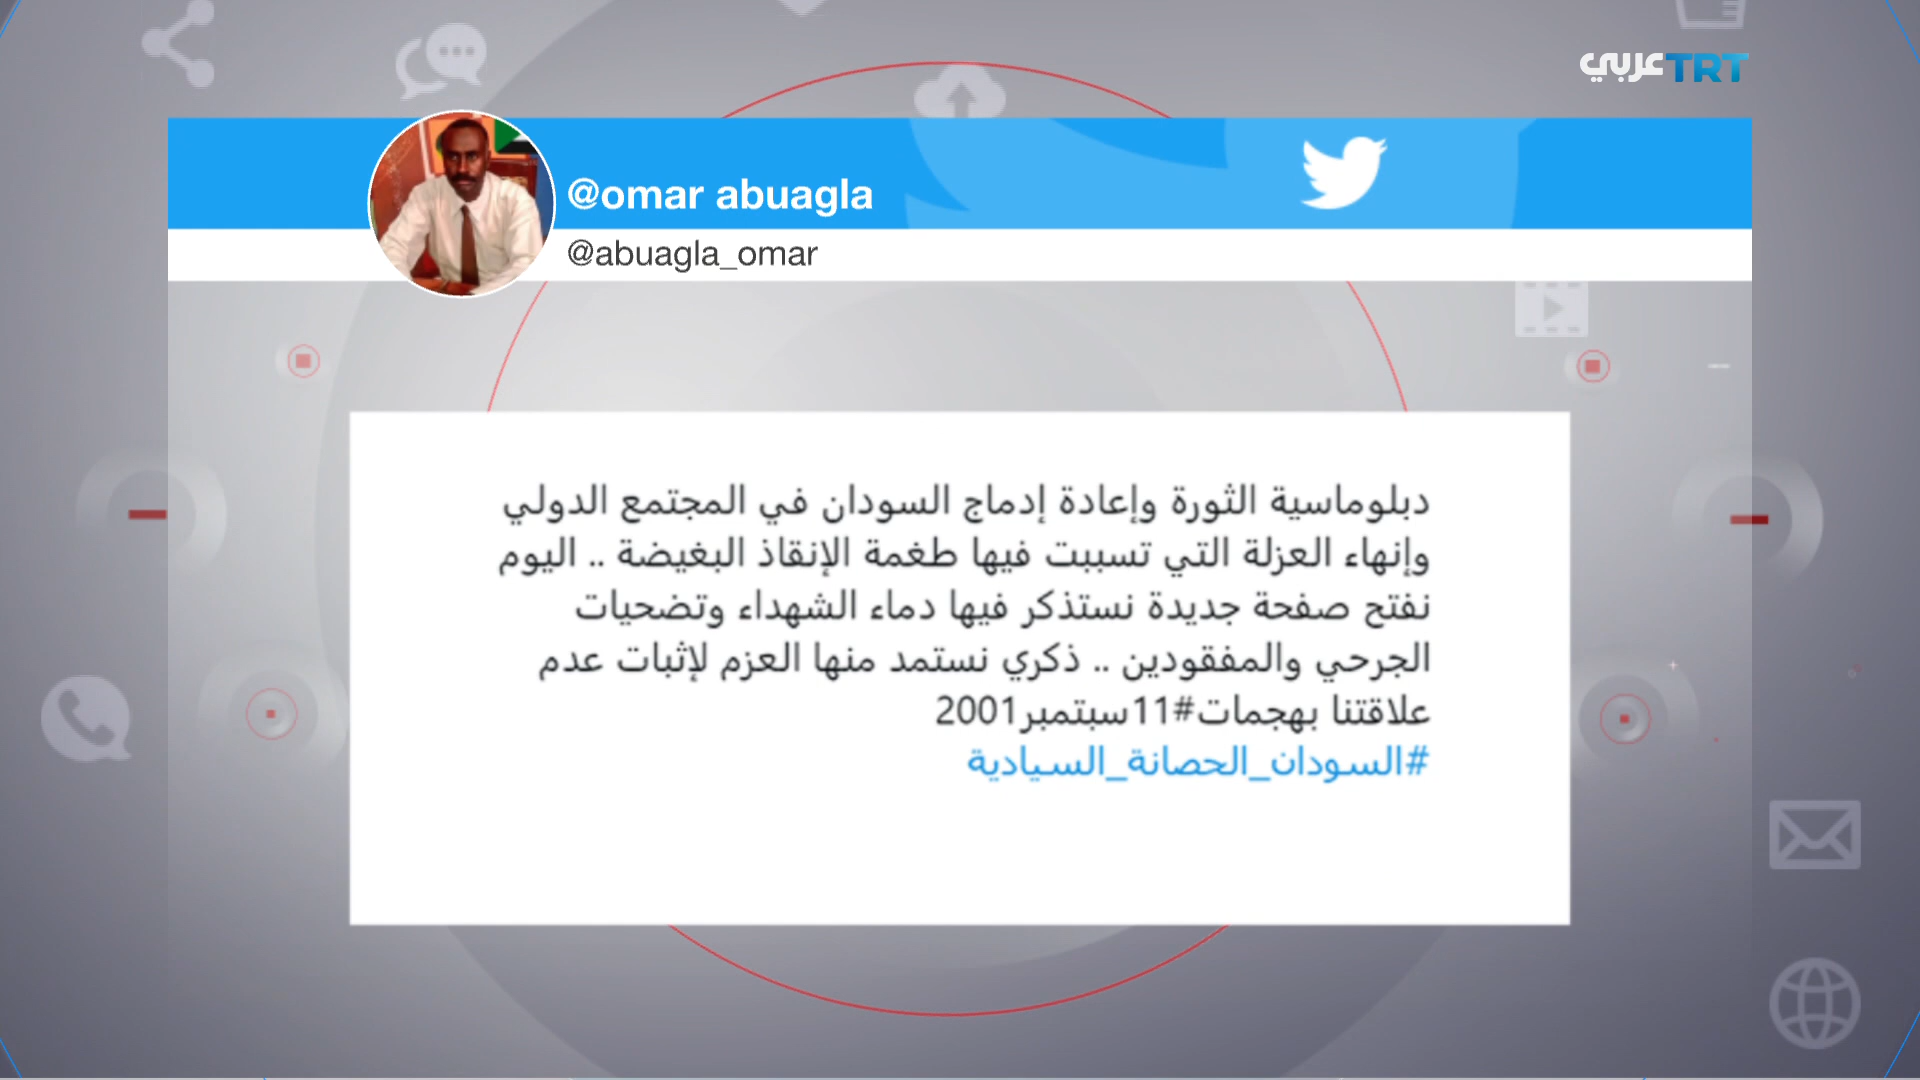 TRT عربي
@omar abuagla
@abuagla_omar
دبلوماسية الثورة وإعادة إدماج السودان في المجتمع الدولي
وإنهاء العزلة التي تسببت فيها طغمة الإنقاذ البغيضة .. اليوم
نفتح صفحة جديدة نستذكر فيها دماء الشهداء وتضحيات
الجرحي والمفقودين .. ذكري نستمد منها العزم لإثبات عدم
علاقتنا بهجمات#11سبتمبر2001
#السودان_الحصانة_السيادية